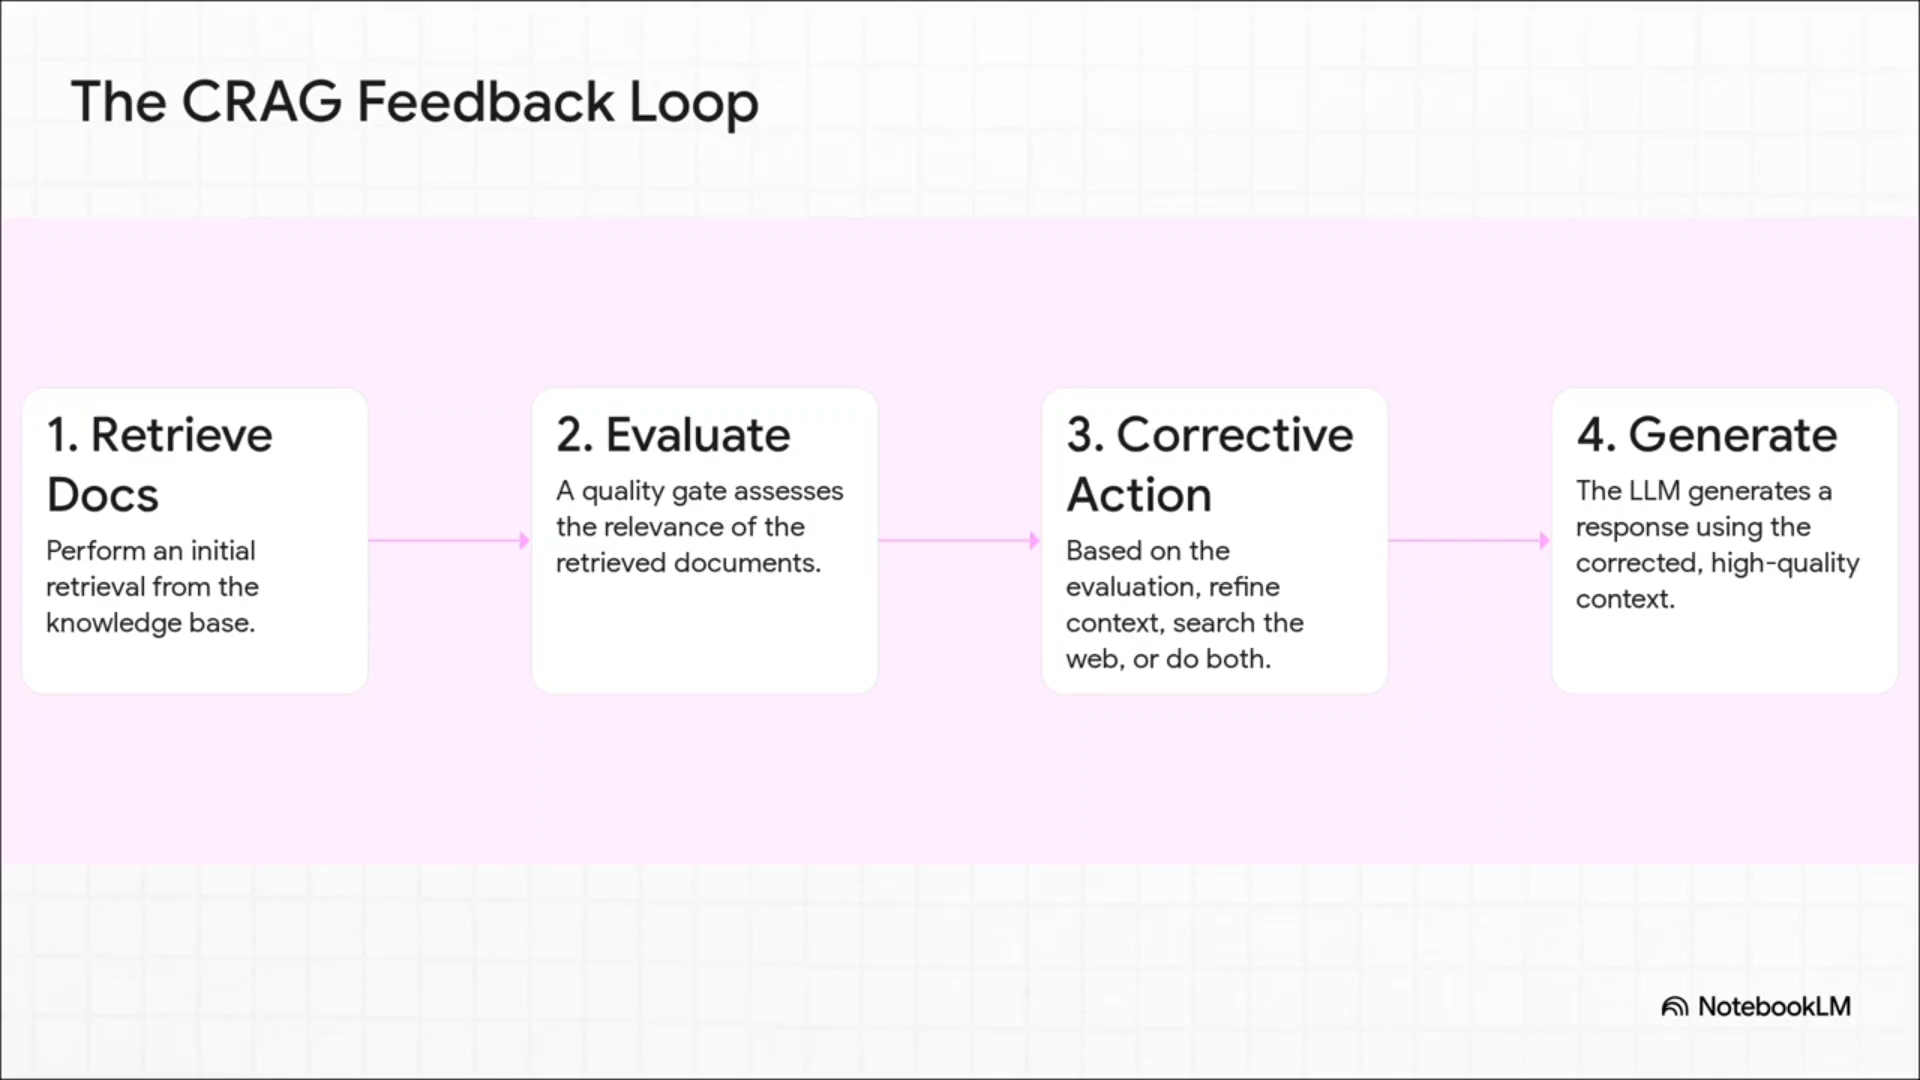 The CRAG Feedback Loop
1. Retrieve
Docs
Perform an initial
retrieval from the
knowledge base.
2. Evaluate
A quality gate assesses
the relevance of the
retrieved documents.
3. Corrective
Action
Based on the
evaluation, refine
context, search the
web, or do both.
4. Generate
The LLM generates a
response using the
corrected, high-quality
context.
NotebookLM